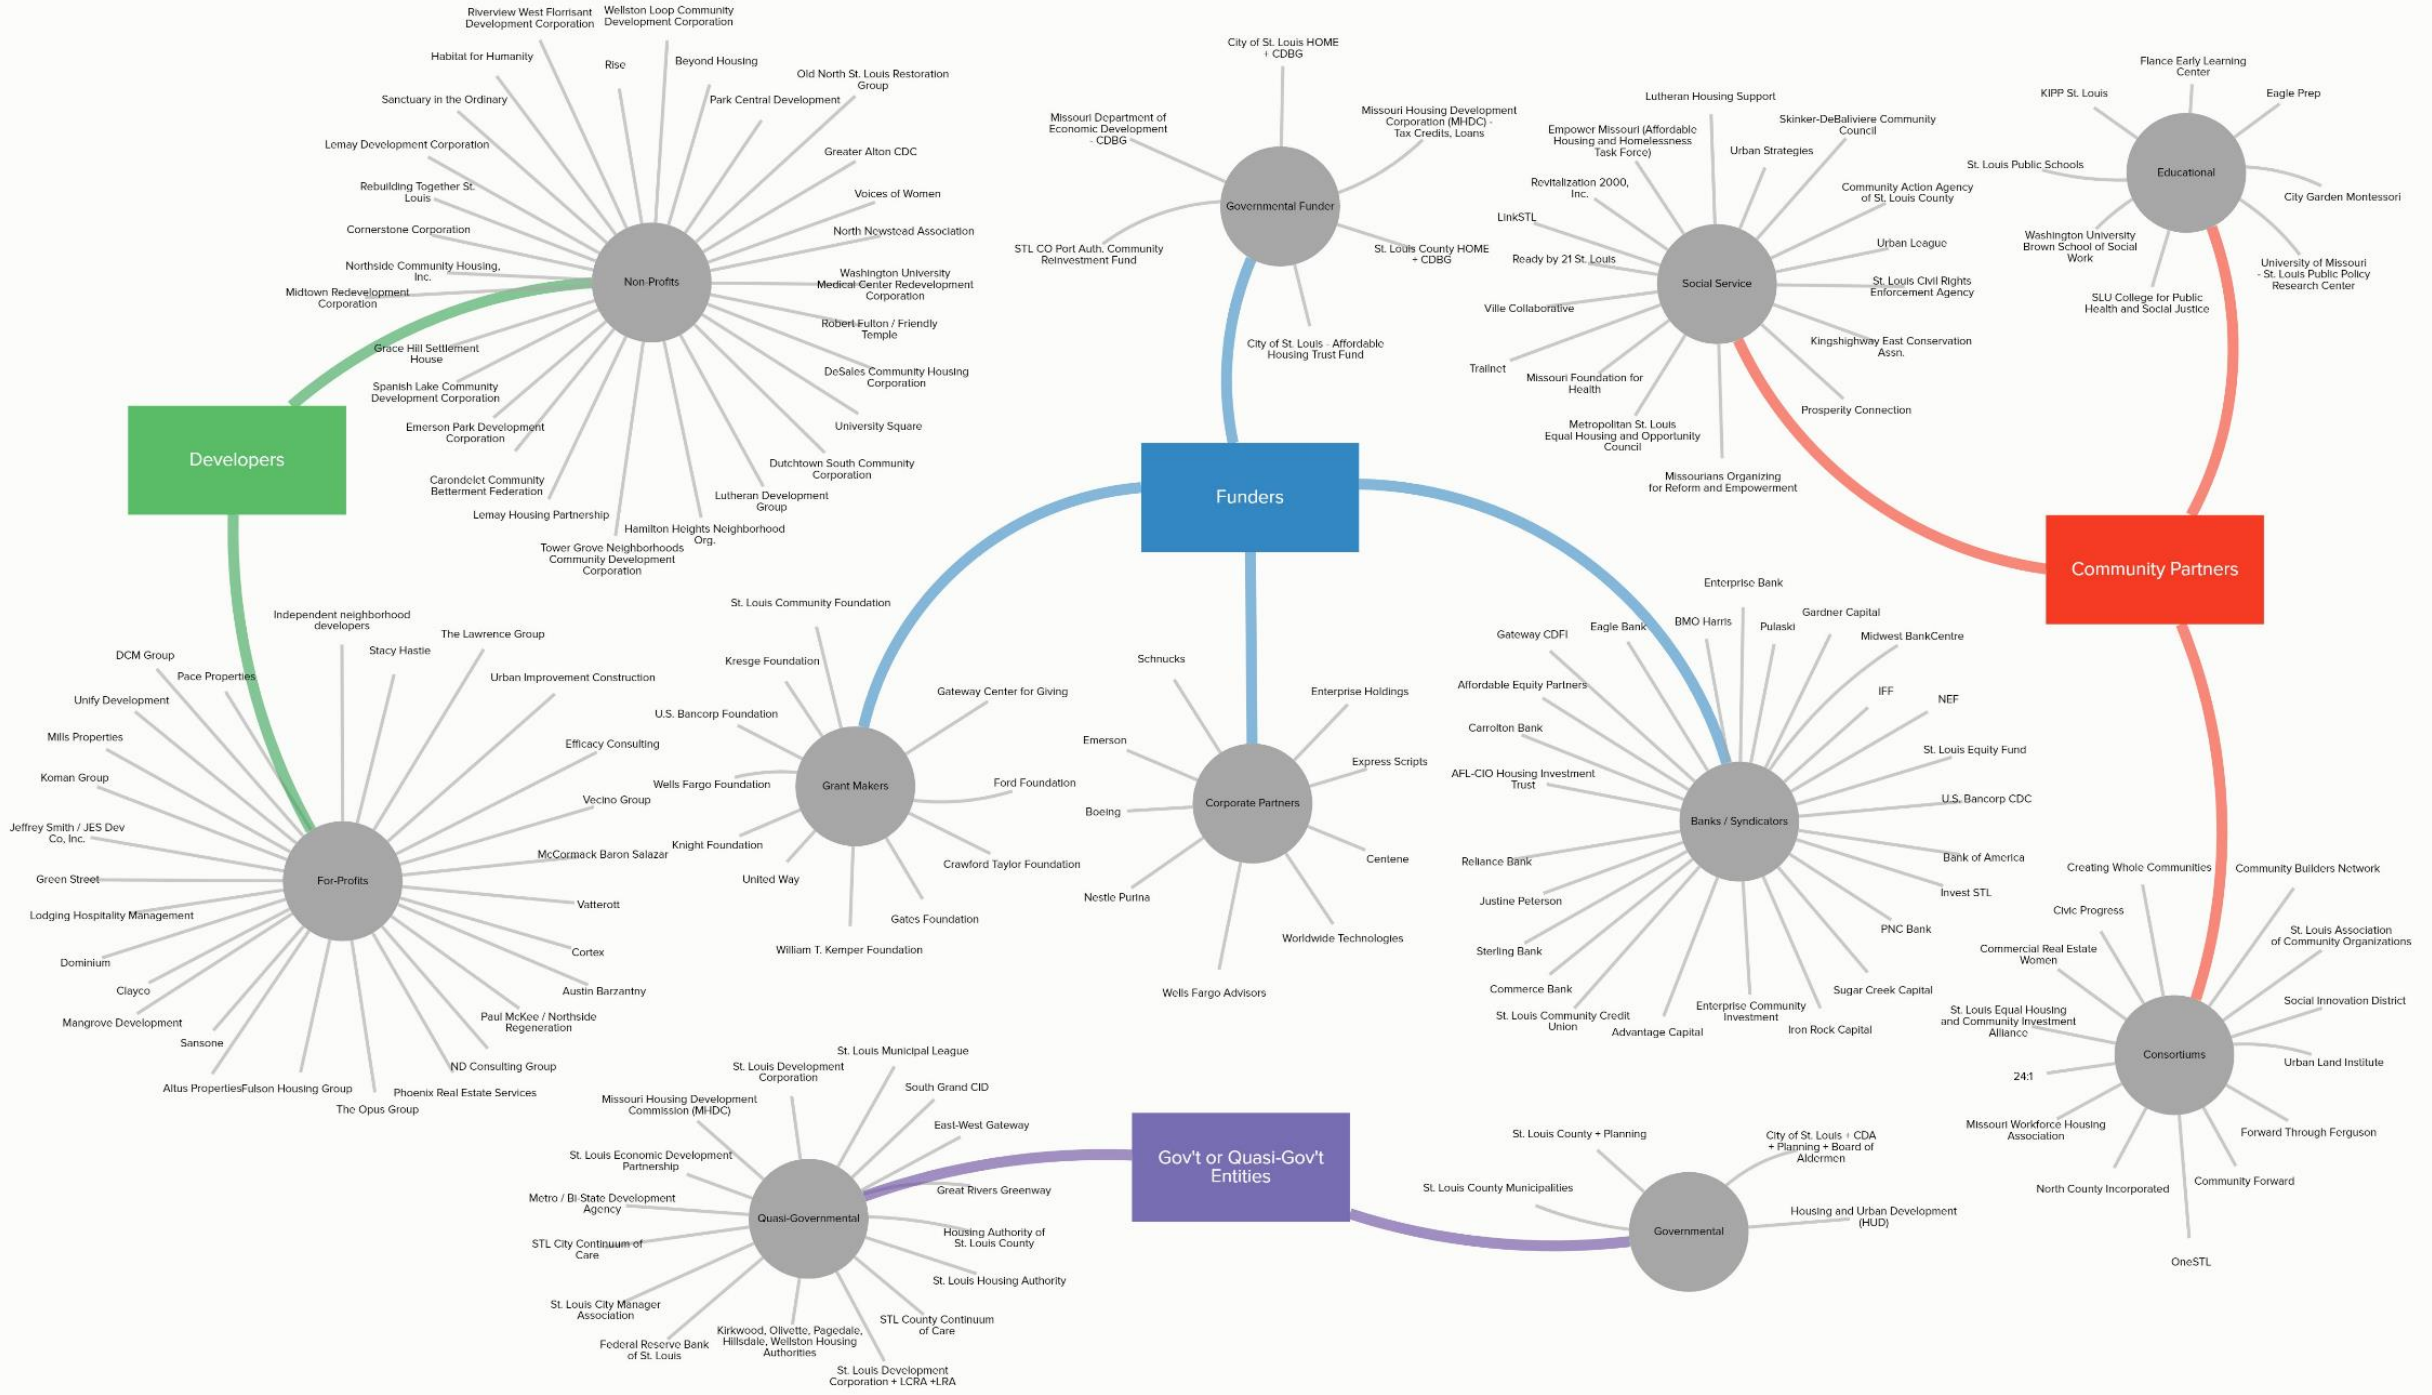 Riverview West Florrisant
Development Corporation
Wellston Loop Community
Development Corporation
Habitat for Humanity
Rise
Beyond Housing
Old North St. Louis Restoration
Group
Sanctuary in the Ordinary
Park Central Development
Lemay Development Corporation
Greater Alton CDC
Rebuilding Together St.
Louis
Voices of Women
Cornerstone Corporation
North Newstead Association
Northside Community Housing,
Inc.
Midtown Redevelopment
Corporation
Non-Profits
Washington University
Medical Center Redevelopment
Corporation
Robert Fulton / Friendly
Temple
Grace Hill Settlement
House
DeSales Community Housing
Corporation
Spanish Lake Community
Development Corporation
University Square
Emerson Park Development
Corporation
Dutchtown South Community
Corporation
Carondelet Community
Betterment Federation
Lutheran Development
Group
Lemay Housing Partnership
Hamilton Heights Neighborhood
Org.
Tower Grove Neighborhoods
Community Development
Corporation
Developers
Independent neighborhood
developers
The Lawrence Group
Stacy Hastie
DCM Group
Pace Properties
Urban Improvement Construction
Unify Development
Mills Properties
Efficacy Consulting
Koman Group
Vecino Group
Jeffrey Smith / JES Dev
Co, Inc.
McCormack Baron Salazar
Green Street
For-Profits
Vatterott
Lodging Hospitality Management
Cortex
Dominium
Clayco
Austin Barzantny
Mangrove Development
Paul McKee / Northside
Regeneration
Sansone
ND Consulting Group
Altus Properties
Fulson Housing Group
Phoenix Real Estate Services
The Opus Group
City of St. Louis HOME
+ CDBG
Missouri Department of
Economic Development
- CDBG
Missouri Housing Development
Corporation (MHDC) -
Tax Credits, Loans
Governmental Funder
STL CO Port Auth. Community
Reinvestment Fund
St. Louis County HOME
+ CDBG
City of St. Louis - Affordable
Housing Trust Fund
Funders
St. Louis Community Foundation
Kresge Foundation
Gateway Center for Giving
U.S. Bancorp Foundation
Wells Fargo Foundation
Grant Makers
Ford Foundation
Knight Foundation
Crawford Taylor Foundation
United Way
Gates Foundation
William T. Kemper Foundation
Schnucks
Enterprise Holdings
Emerson
Express Scripts
Boeing
Corporate Partners
Centene
Nestle Purina
Worldwide Technologies
Wells Fargo Advisors
Enterprise Bank
Gardner Capital
BMO Harris
Pulaski
Eagle Bank
Gateway CDFI
Midwest BankCentre
Affordable Equity Partners
IFF
NEF
Carrolton Bank
St. Louis Equity Fund
AFL-CIO Housing Investment
Trust
U.S. Bancorp CDC
Banks / Syndicators
Reliance Bank
Bank of America
Justine Peterson
Invest STL
PNC Bank
Sterling Bank
Commerce Bank
Sugar Creek Capital
St. Louis Community Credit
Union
Advantage Capital
Enterprise Community
Investment
Iron Rock Capital
Lutheran Housing Support
Empower Missouri (Affordable
Housing and Homelessness
Task Force)
Skinker-DeBaliviere Community
Council
Urban Strategies
Revitalization 2000,
Inc.
Community Action Agency
of St. Louis County
LinkSTL
Urban League
Ready by 21 St. Louis
Social Service
St. Louis Civil Rights
Enforcement Agency
Ville Collaborative
Kingshighway East Conservation
Assn.
Trailnet
Missouri Foundation for
Health
Prosperity Connection
Metropolitan St. Louis
Equal Housing and Opportunity
Council
Missourians Organizing
for Reform and Empowerment
Flance Early Learning
Center
KIPP St. Louis
Eagle Prep
St. Louis Public Schools
Educational
City Garden Montessori
Washington University
Brown School of Social
Work
University of Missouri
- St. Louis Public Policy
Research Center
SLU College for Public
Health and Social Justice
Community Partners
Creating Whole Communities
Community Builders Network
Civic Progress
St. Louis Association
of Community Organizations
Commercial Real Estate
Women
Social Innovation District
St. Louis Equal Housing
and Community Investment
Alliance
Consortiums
Urban Land Institute
24:1
Missouri Workforce Housing
Association
Forward Through Ferguson
North County Incorporated
Community Forward
OneSTL
St. Louis Municipal League
St. Louis Development
Corporation
South Grand CID
Missouri Housing Development
Commission (MHDC)
East-West Gateway
St. Louis Economic Development
Partnership
Great Rivers Greenway
Metro / Bi-State Development
Agency
Quasi-Governmental
Housing Authority of
St. Louis County
STL City Continuum of
Care
St. Louis Housing Authority
St. Louis City Manager
Association
STL County Continuum
of Care
Federal Reserve Bank
of St. Louis
Kirkwood, Olivette, Pagedale,
Hillsdale, Wellston Housing
Authorities
St. Louis Development
Corporation + LCRA +LRA
Gov't or Quasi-Gov't
Entities
St. Louis County + Planning
City of St. Louis + CDA
+ Planning + Board of
Aldermen
St. Louis County Municipalities
Governmental
Housing and Urban Development
(HUD)